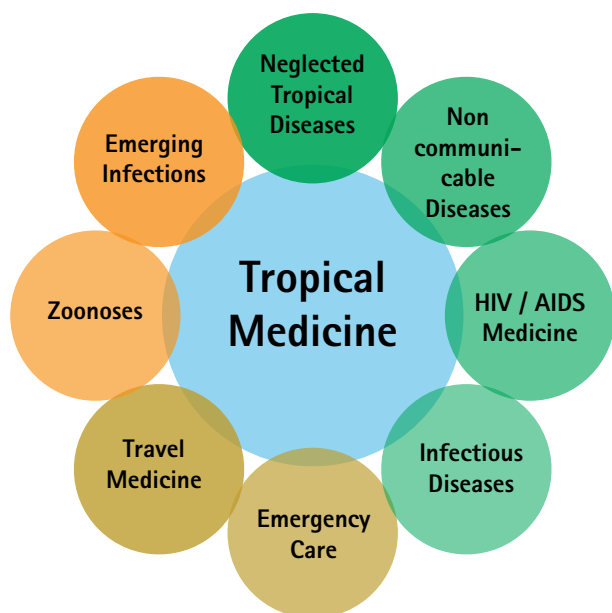 Neglected
Tropical
Diseases
Non
communi-
cable
Diseases
HIV / AIDS
Medicine
Infectious
Diseases
Emergency
Care
Travel
Medicine
Zoonoses
Emerging
Infections
Tropical
Medicine